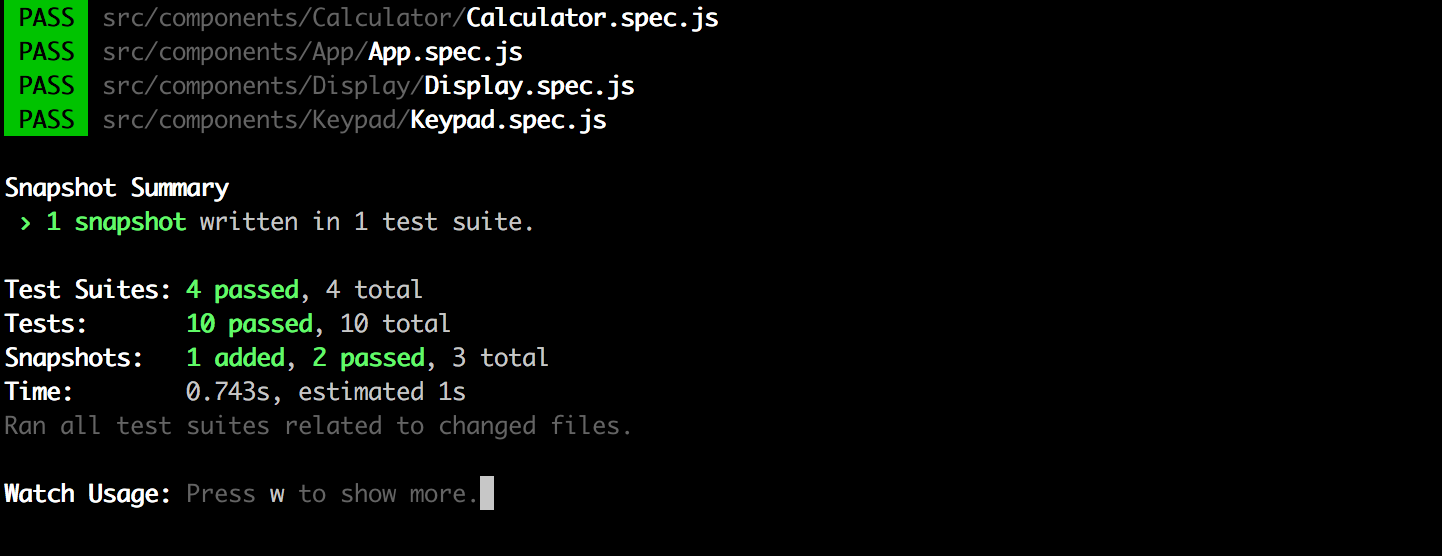 PASS src/components/Calculator/Calculator.spec.js
PASS src/components/App/App.spec.js
PASS src/components/Display/Display.spec.js
PASS src/components/Keypad/Keypad.spec.js
Snapshot Summary
› 1 snapshot written in 1 test suite.
Test Suites: 4 passed, 4 total
Tests: 10 passed, 10 total
Snapshots: 1 added, 2 passed, 3 total
Time: 0.743s, estimated 1s
Ran all test suites related to changed files.
Watch Usage: Press w to show more.